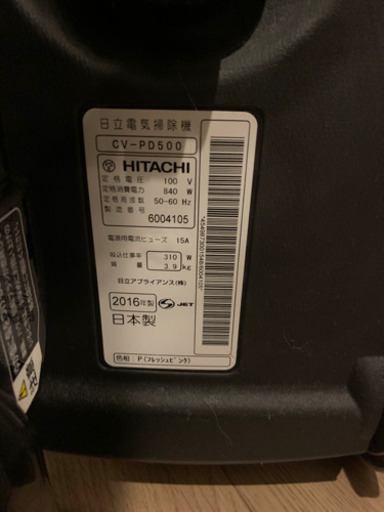 日立電気掃除機
CV-PD500
HITACHI
定格電圧 100 V
定格消費電力 840 W
定格周波数 50-60 Hz
製造番号 6004105
電源用電流ヒューズ 15A
吸込仕事率 310 W
質量 3.9 kg
日立アプライアンス(株)
2016年製 S JET
日本製
色相:P(フレッシュピンク)